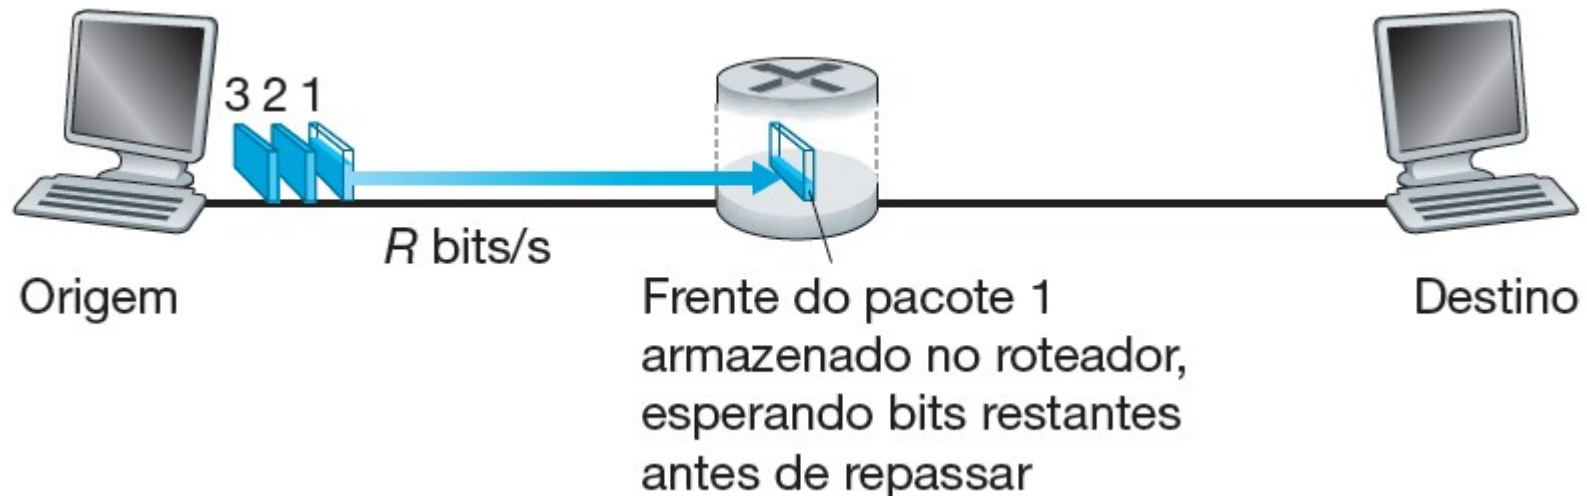 3 2 1
R bits/s
Origem
Frente do pacote 1
armazenado no roteador,
esperando bits restantes
antes de repassar
Destino